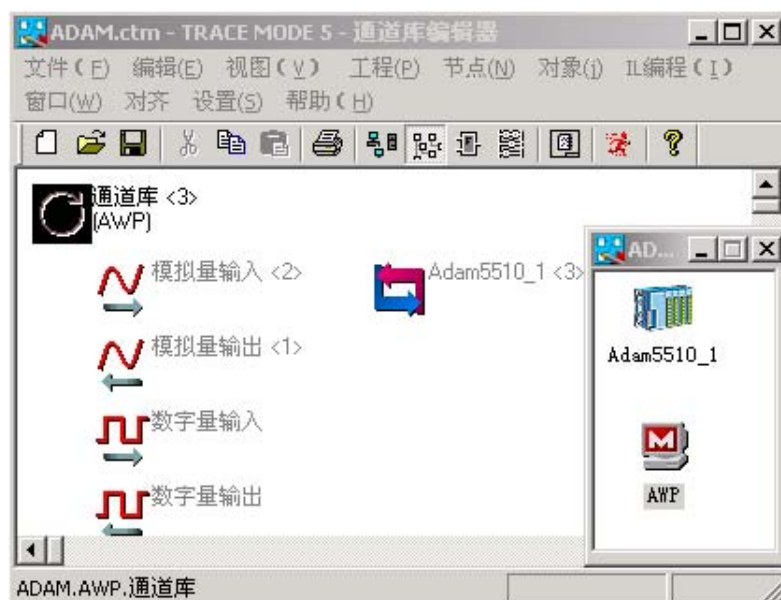 ADAM.ctm - TRACE MODE 5 - 通道库编辑器
文件(F) 编辑(E) 视图(V) 工程(P) 节点(N) 对象(j) IL编程(I)
窗口(W) 对齐 设置(S) 帮助(H)
通道库 <3>
(AWP)
模拟量输入 <2>
Adam5510_1 <3>
模拟量输出 <1>
数字量输入
数字量输出
AD...
Adam5510_1
AWP
ADAM.AWP.通道库